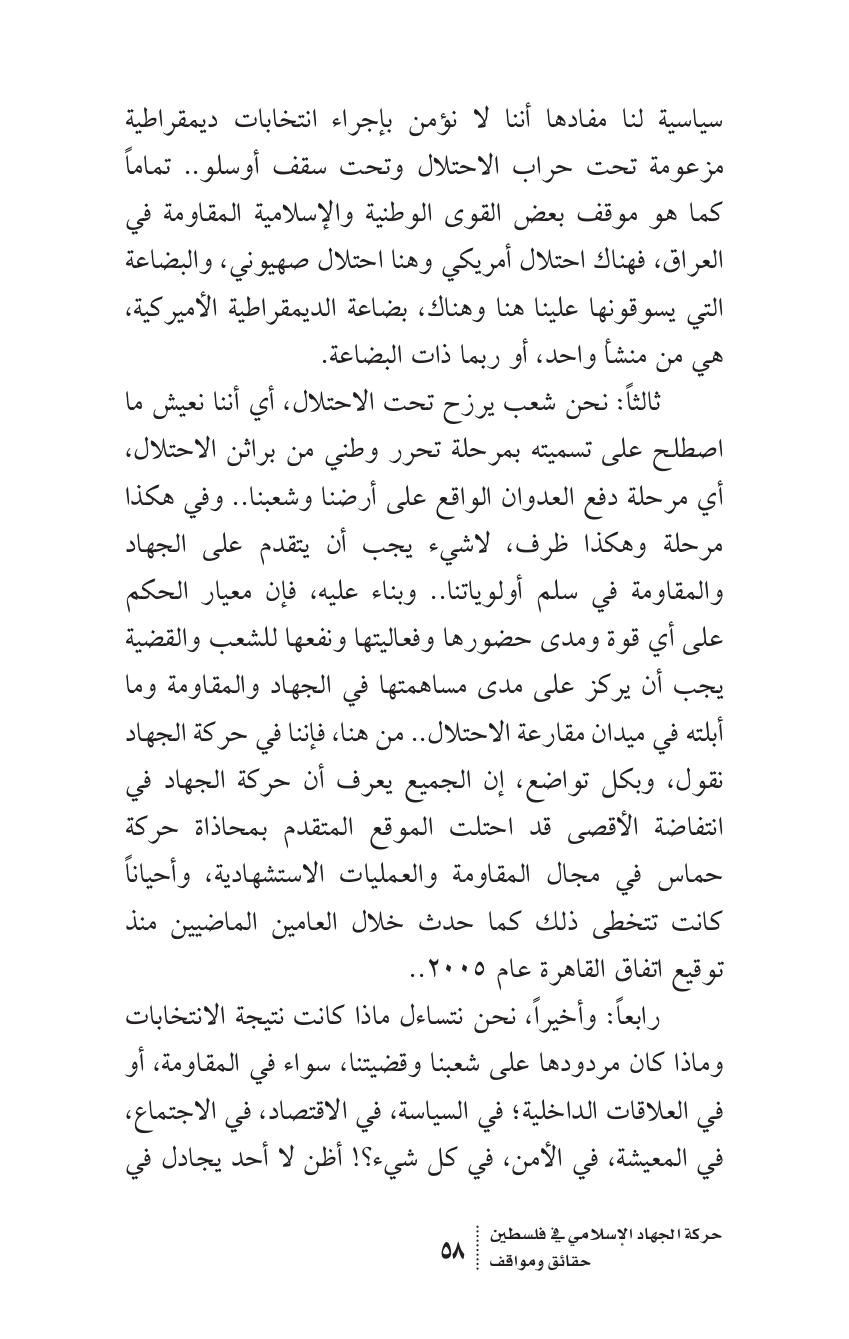 سياسية لنا مفادها أننا لا نؤمن بإجراء انتخابات ديمقراطية
مزعومة تحت حراب الاحتلال وتحت سقف أوسلو.. تماماً
كما هو موقف بعض القوى الوطنية والإسلامية المقاومة في
العراق، فهناك احتلال أمريكي وهنا احتلال صهيوني، والبضاعة
التي يسوقونها علينا هنا وهناك، بضاعة الديمقراطية الأميركية،
هي من منشأ واحد، أو ربما ذات البضاعة.
ثالثاً: نحن شعب يرزح تحت الاحتلال، أي أننا نعيش ما
اصطلح على تسميته بمرحلة تحرر وطني من براثن الاحتلال،
أي مرحلة دفع العدوان الواقع على أرضنا وشعبنا.. وفي هكذا
مرحلة وهكذا ظرف، لاشيء يجب أن يتقدم على الجهاد
والمقاومة في سلم أولوياتنا.. وبناء عليه، فإن معيار الحكم
على أي قوة ومدى حضورها وفعاليتها ونفعها للشعب والقضية
يجب أن يركز على مدى مساهمتها في الجهاد والمقاومة وما
أبلته في ميدان مقارعة الاحتلال.. من هنا، فإننا في حركة الجهاد
نقول، وبكل تواضع، إن الجميع يعرف أن حركة الجهاد في
انتفاضة الأقصى قد احتلت الموقع المتقدم بمحاذاة حركة
حماس في مجال المقاومة والعمليات الاستشهادية، وأحياناً
كانت تتخطى ذلك كما حدث خلال العامين الماضيين منذ
توقيع اتفاق القاهرة عام ٢٠٠٥..
رابعاً: وأخيراً، نحن نتساءل ماذا كانت نتيجة الانتخابات
وماذا كان مردودها على شعبنا وقضيتنا، سواء في المقاومة، أو
في العلاقات الداخلية؛ في السياسة، في الاقتصاد، في الاجتماع،
في المعيشة، في الأمن، في كل شيء؟! أظن لا أحد يجادل في
حركة الجهاد الإسلامي في فلسطين
حقائق ومواقف
٥٨